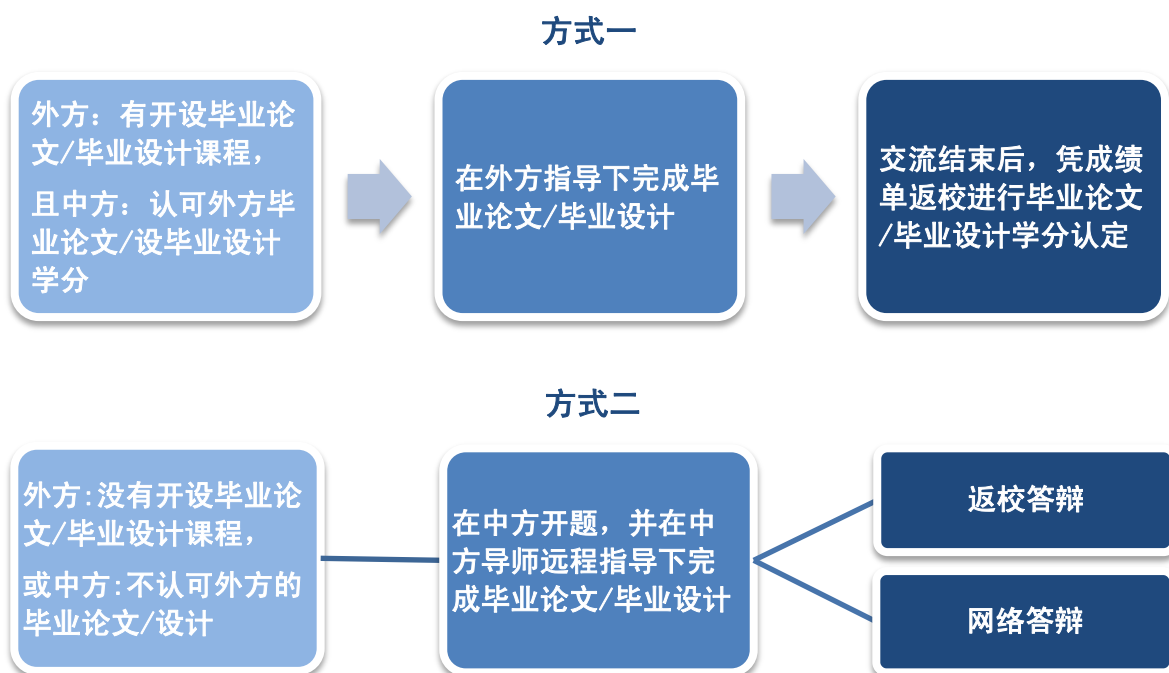 方式一
外方：有开设毕业论
文/毕业设计课程，
且中方：认可外方毕
业论文/设毕业设计
学分
在外方指导下完成毕
业论文/毕业设计
交流结束后，凭成绩
单返校进行毕业论文
/毕业设计学分认定
方式二
外方:没有开设毕业论
文/毕业设计课程，
或中方:不认可外方的
毕业论文/设计
在中方开题，并在中
方导师远程指导下完
成毕业论文/毕业设计
返校答辩
网络答辩